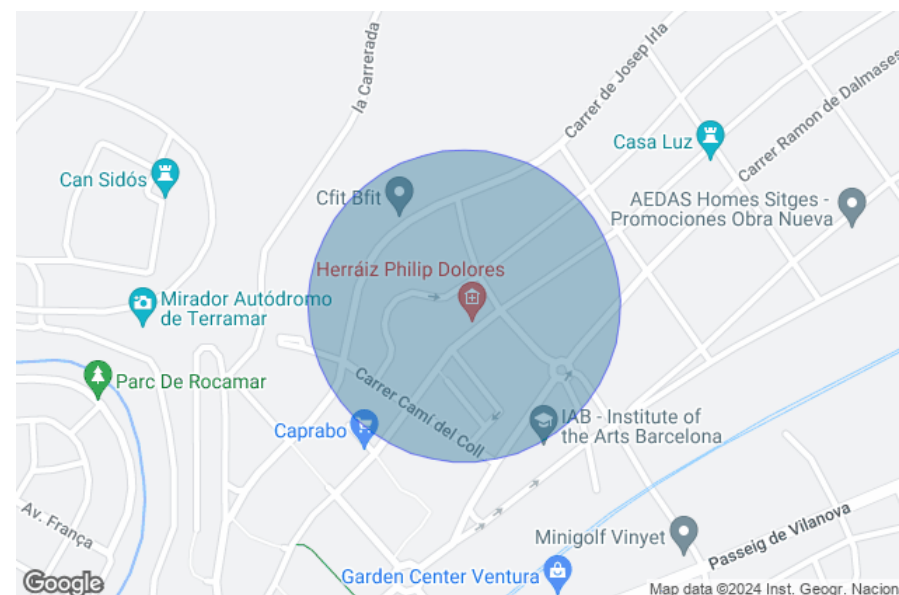 la Carrerada
Carrer de Josep Irla
Carrer Ramon de Dalmases
Casa Luz
Can Sidós
Cfit Bfit
AEDAS Homes Sitges -
Promociones Obra Nueva
Herráiz Philip Dolores
Mirador Autódromo
de Terramar
Parc De Rocamar
Carrer Camí del Coll
Caprabo
IAB - Institute of
the Arts Barcelona
Av. França
Minigolf Vinyet
Passeig de Vilanova
Garden Center Ventura
Google
Map data ©2024 Inst. Geogr. Nacion